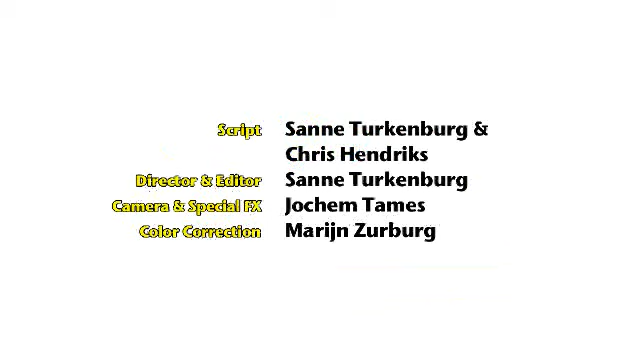 Script Sanne Turkenburg &
Chris Hendriks
Director & Editor Sanne Turkenburg
Camera & Special FX Jochem Tames
Color Correction Marijn Zurburg